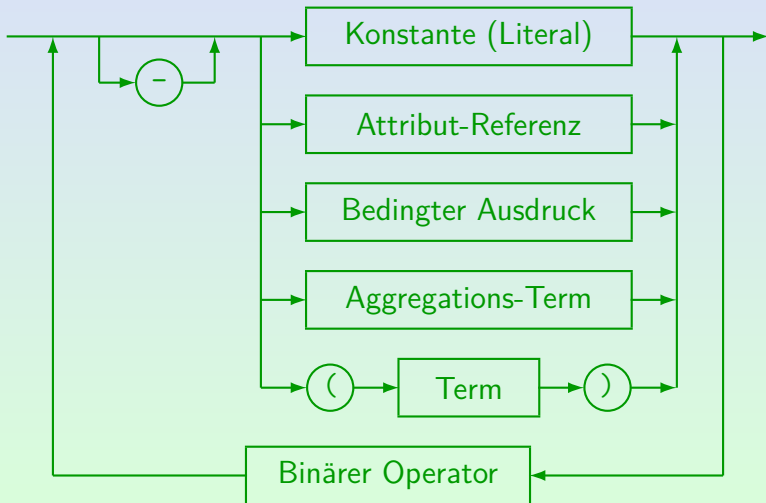 Konstante (Literal)
-
Attribut-Referenz
Bedingter Ausdruck
Aggregations-Term
( Term )
Binärer Operator